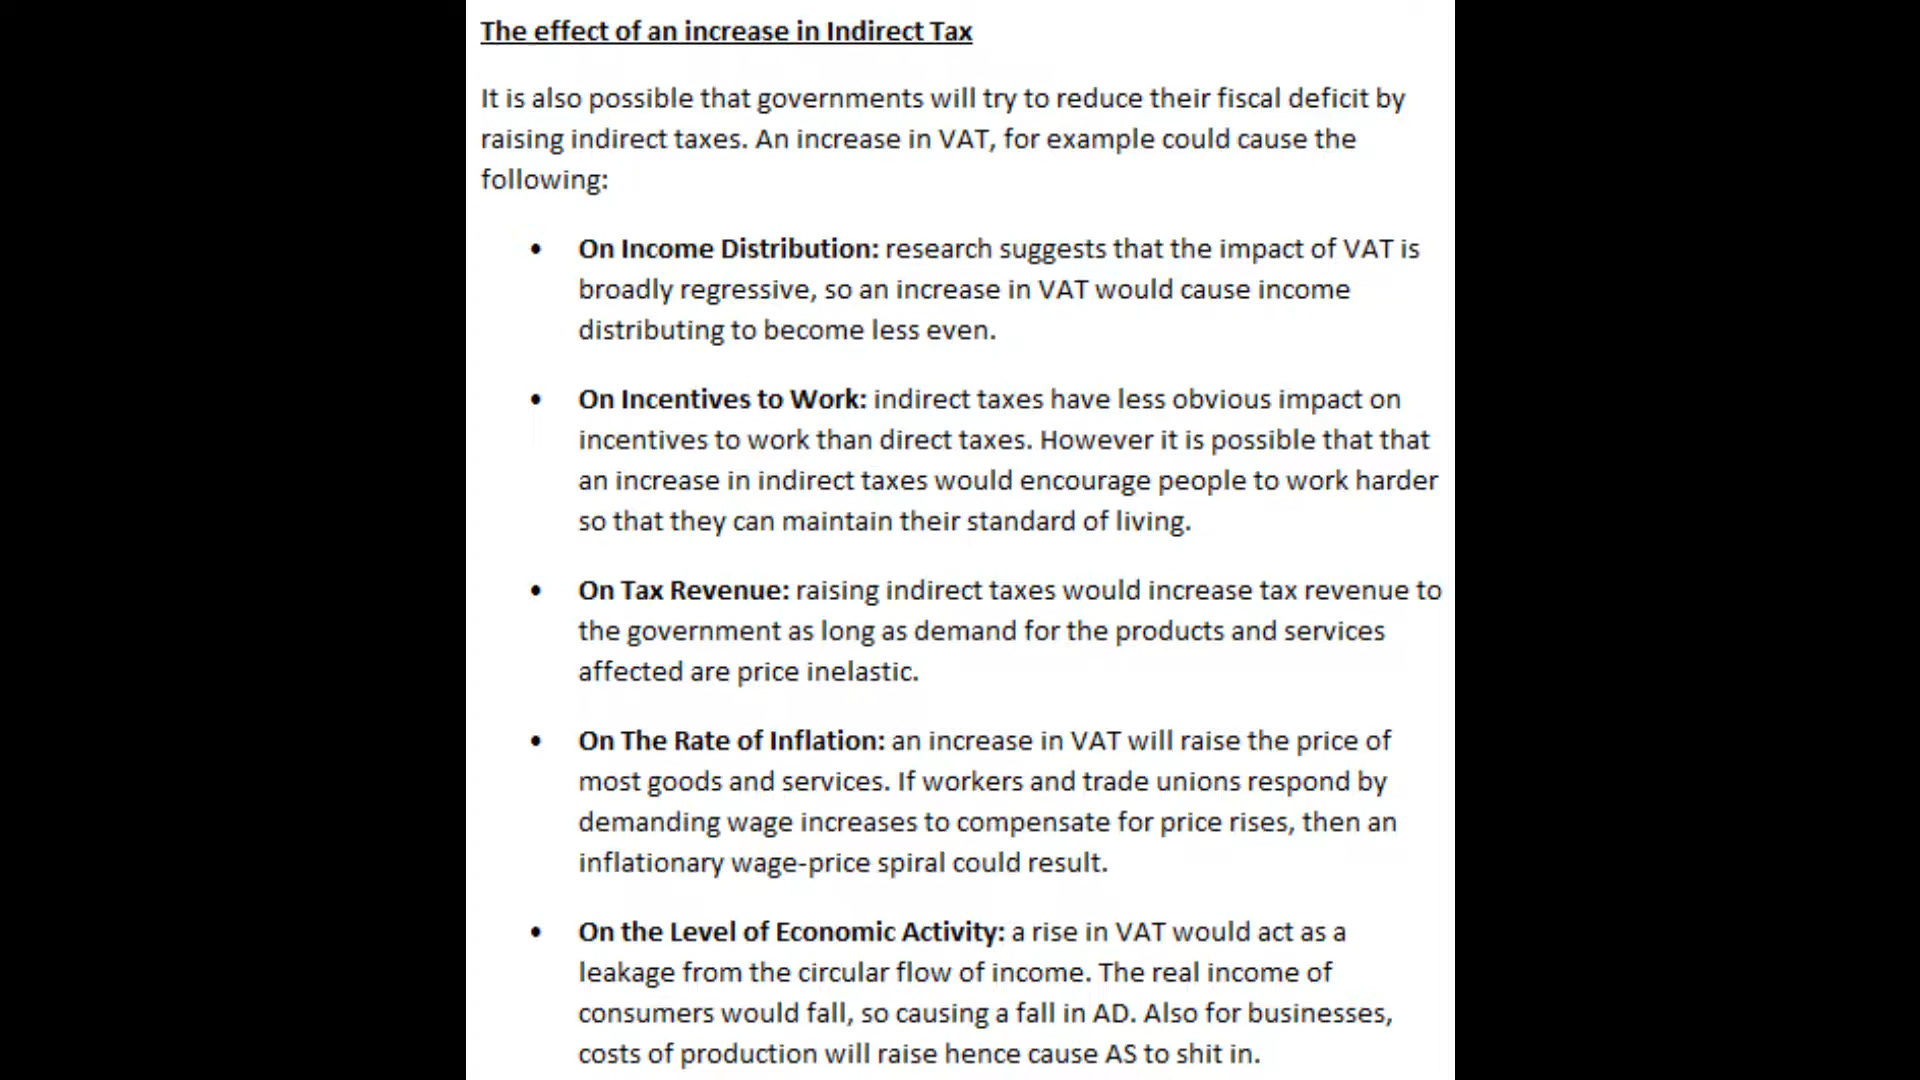 The effect of an increase in Indirect Tax
It is also possible that governments will try to reduce their fiscal deficit by
raising indirect taxes. An increase in VAT, for example could cause the
following:
• On Income Distribution: research suggests that the impact of VAT is
broadly regressive, so an increase in VAT would cause income
distributing to become less even.
• On Incentives to Work: indirect taxes have less obvious impact on
incentives to work than direct taxes. However it is possible that that
an increase in indirect taxes would encourage people to work harder
so that they can maintain their standard of living.
• On Tax Revenue: raising indirect taxes would increase tax revenue to
the government as long as demand for the products and services
affected are price inelastic.
• On The Rate of Inflation: an increase in VAT will raise the price of
most goods and services. If workers and trade unions respond by
demanding wage increases to compensate for price rises, then an
inflationary wage-price spiral could result.
• On the Level of Economic Activity: a rise in VAT would act as a
leakage from the circular flow of income. The real income of
consumers would fall, so causing a fall in AD. Also for businesses,
costs of production will raise hence cause AS to shit in.